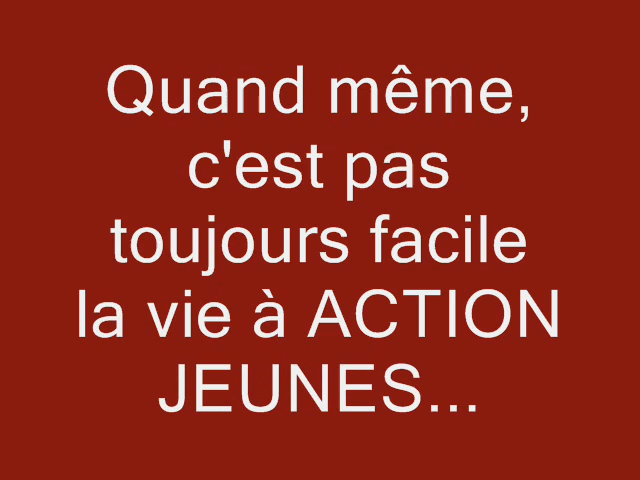 Quand même,
c'est pas
toujours facile
la vie à ACTION
JEUNES...